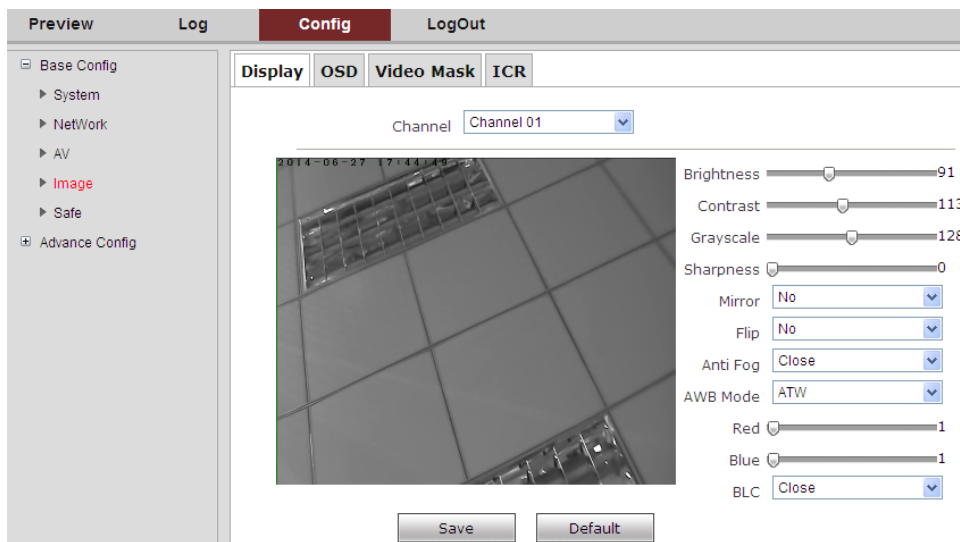 Preview Log Config LogOut
Base Config
System
NetWork
AV
Image
Safe
Advance Config
Display OSD Video Mask ICR
Channel Channel 01
2014-06-27 17:44:49
Brightness 91
Contrast 113
Grayscale 128
Sharpness 0
Mirror No
Flip No
Anti Fog Close
AWB Mode ATW
Red 1
Blue 1
BLC Close
Save Default